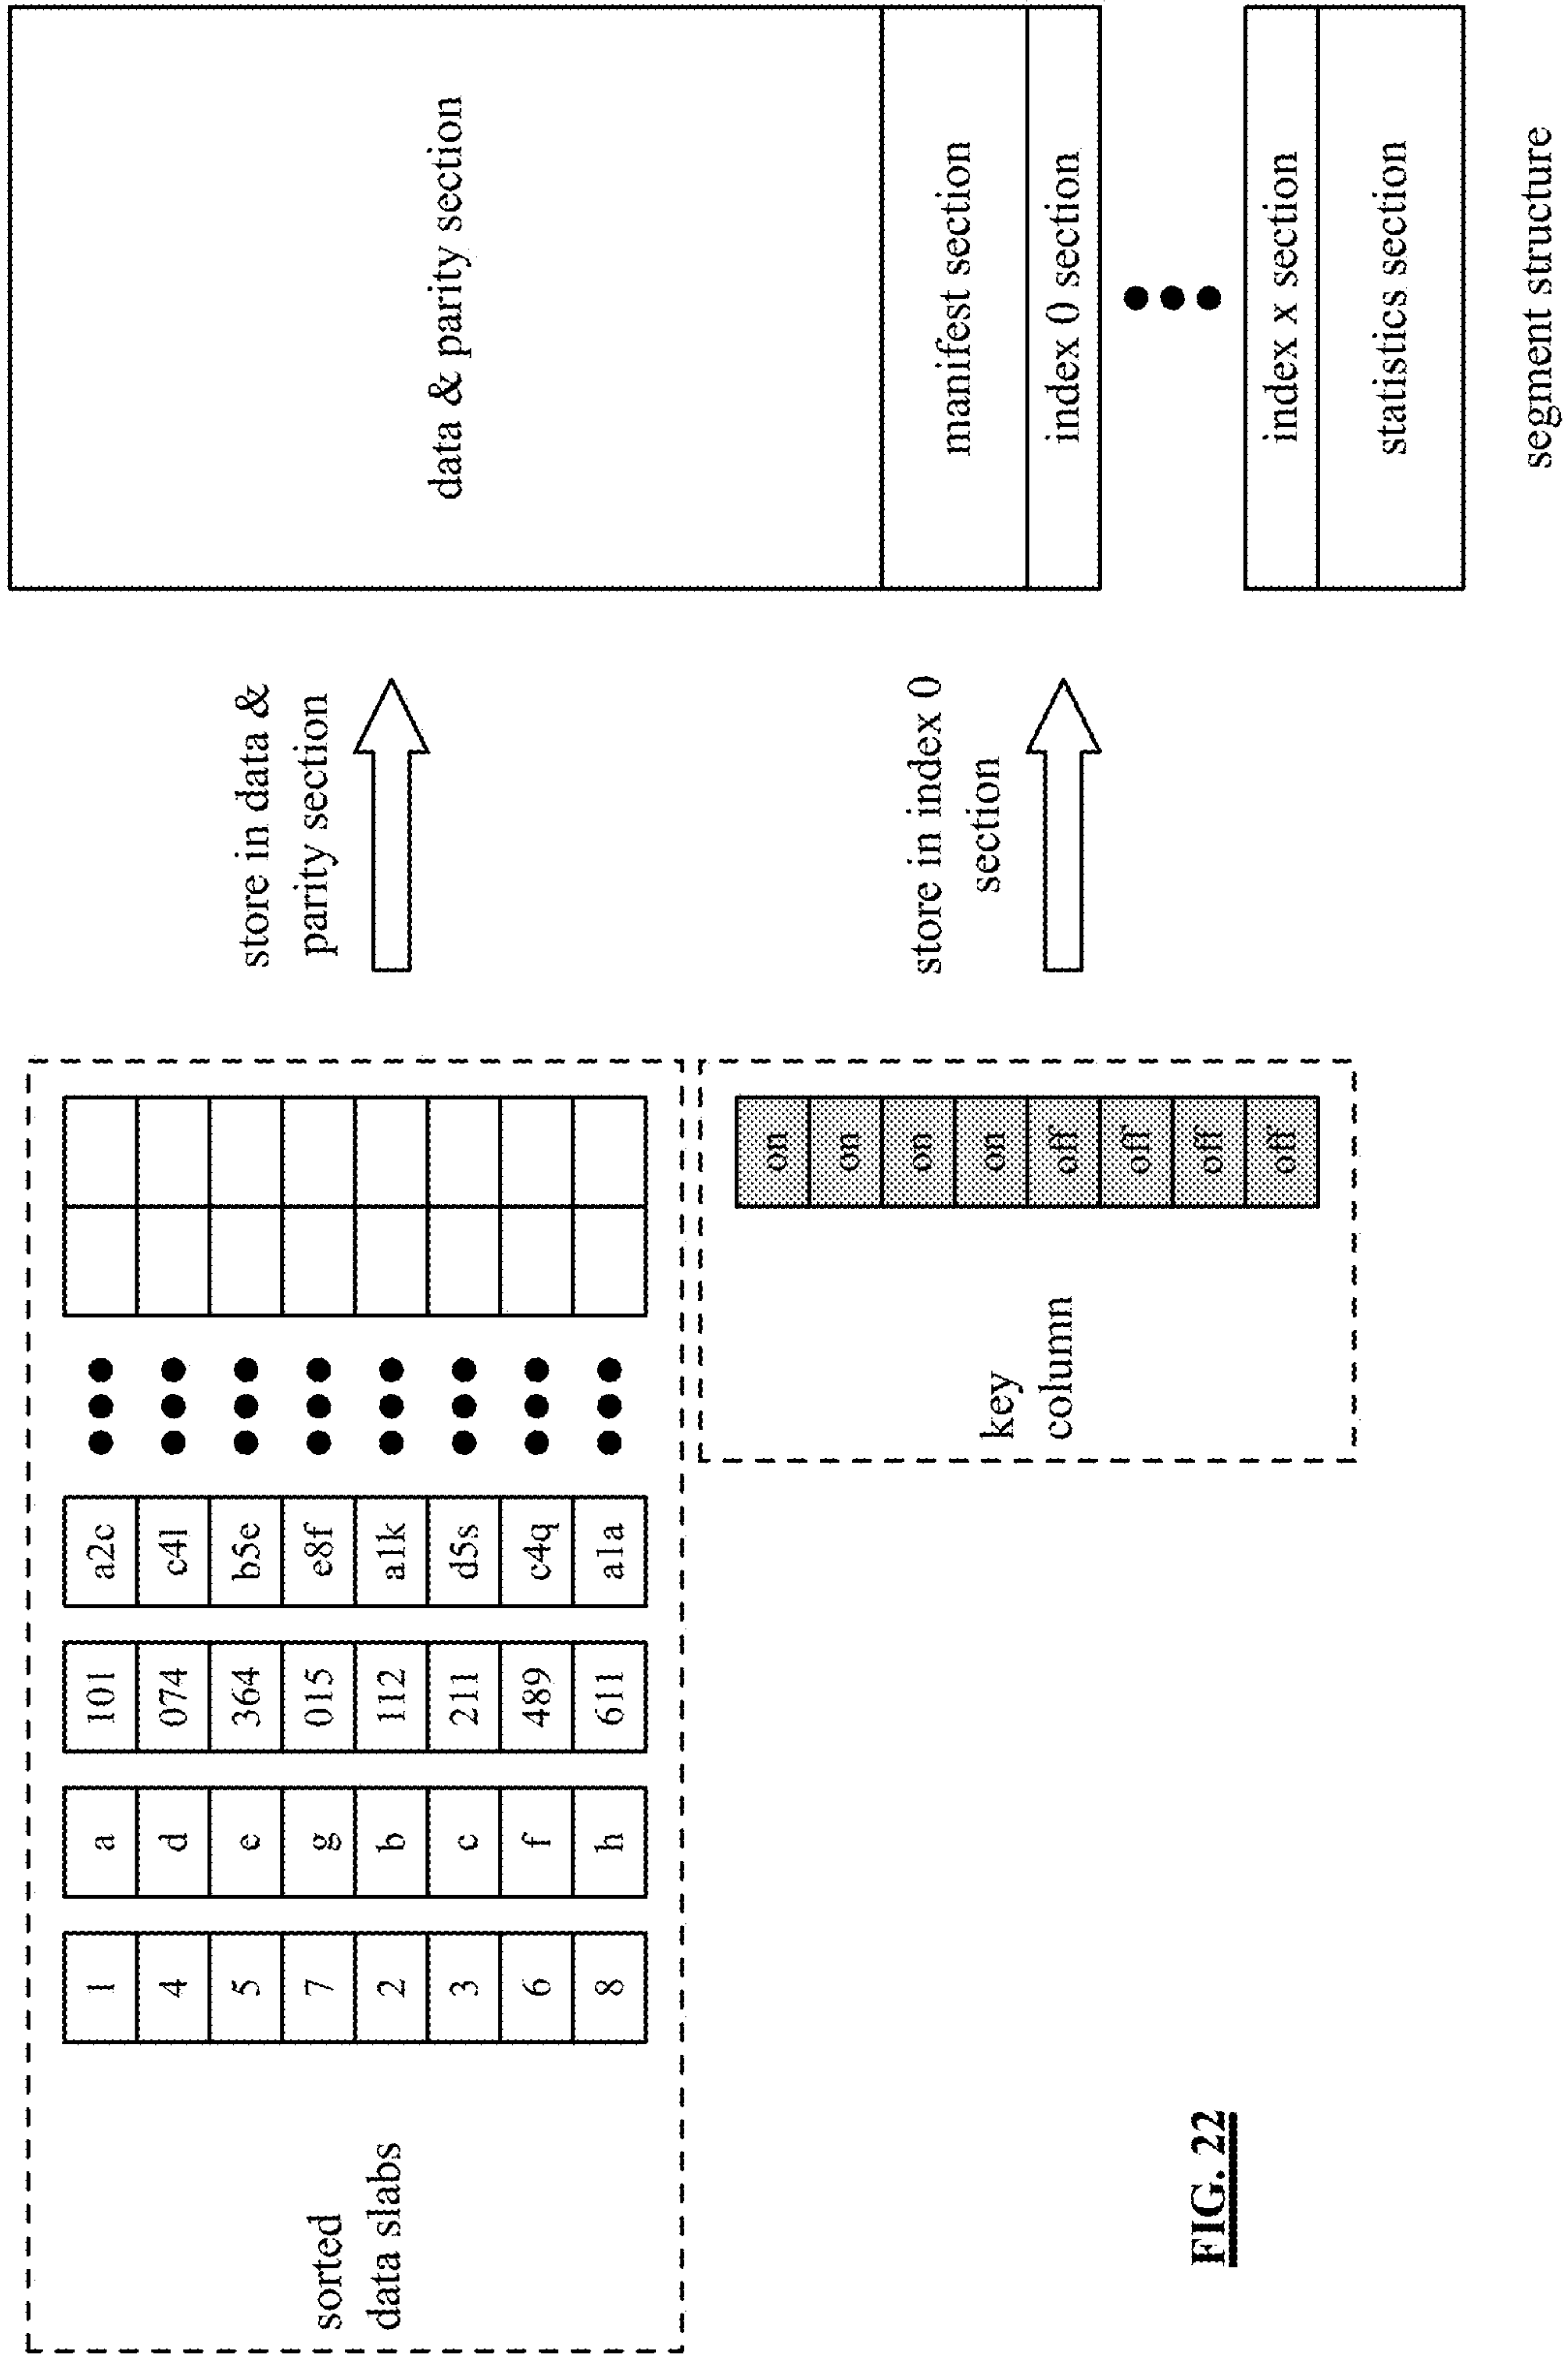 sorted
data slabs
1 a 101 a2c
4 d 074 c4l
5 e 364 b5e
7 g 015 e8f
2 b 112 a1k
3 c 211 d5s
6 f 489 c4q
8 h 611 a1a
store in data &
parity section
data & parity section
key
column
on
on
on
on
off
off
off
off
store in index 0
section
manifest section
index 0 section
index x section
statistics section
segment structure
FIG. 22